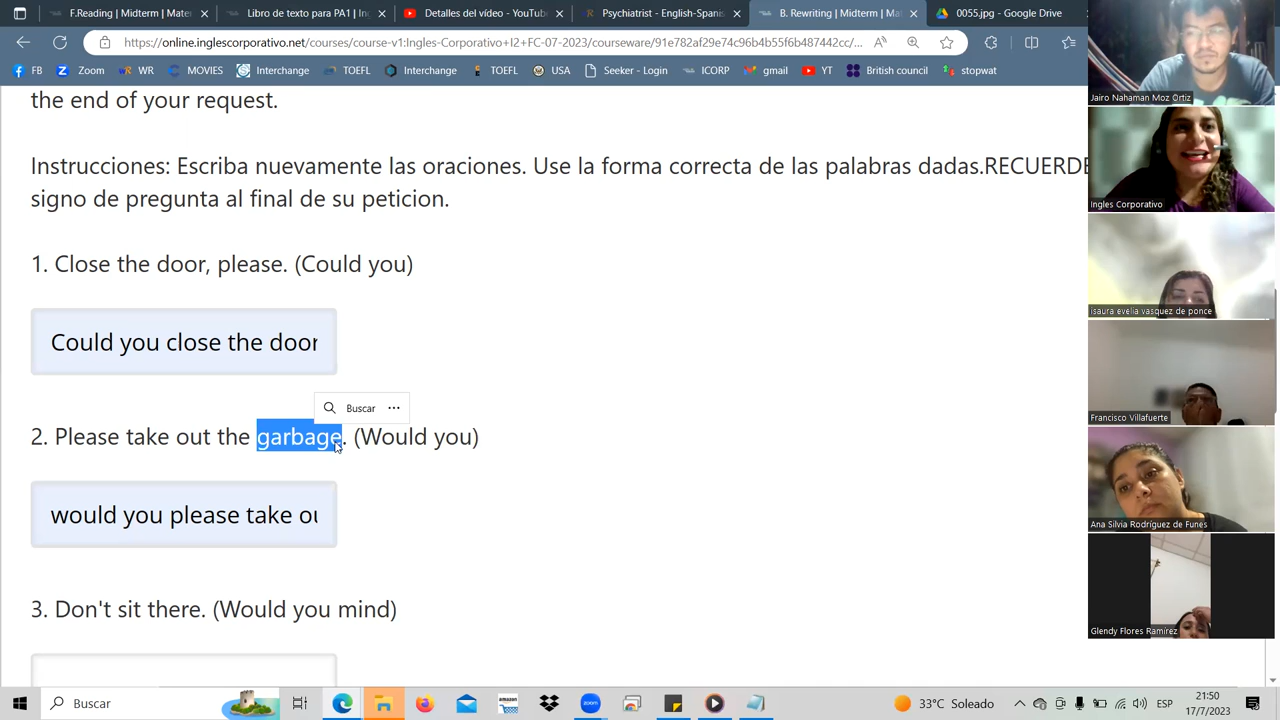 F.Reading | Midterm | Mate
Libro de texto para PA1 | Ing
Detalles del vídeo - YouTube
Psychiatrist - English-Spanis
B. Rewriting | Midterm | Mat
0055.jpg - Google Drive
https://online.inglescorporativo.net/courses/course-v1:Ingles-Corporativo+I2+FC-07-2023/courseware/91e782af29e74c96b4b55f6b487442cc/...
FB
Zoom
WR
MOVIES
Interchange
TOEFL
Interchange
TOEFL
USA
Seeker - Login
ICORP
gmail
YT
British council
stopwat
the end of your request.
Instrucciones: Escriba nuevamente las oraciones. Use la forma correcta de las palabras dadas.RECUERDE
signo de pregunta al final de su peticion.
1. Close the door, please. (Could you)
Could you close the door
Buscar
2. Please take out the garbage. (Would you)
would you please take ou
3. Don't sit there. (Would you mind)
Jairo Nahaman Moz Ortiz
Ingles Corporativo
isaura evelia vasquez de ponce
Francisco Villafuerte
Ana Silvia Rodríguez de Funes
Glendy Flores Ramírez
Buscar
amazon
zoom
33°C Soleado
ESP
21:50
17/7/2023